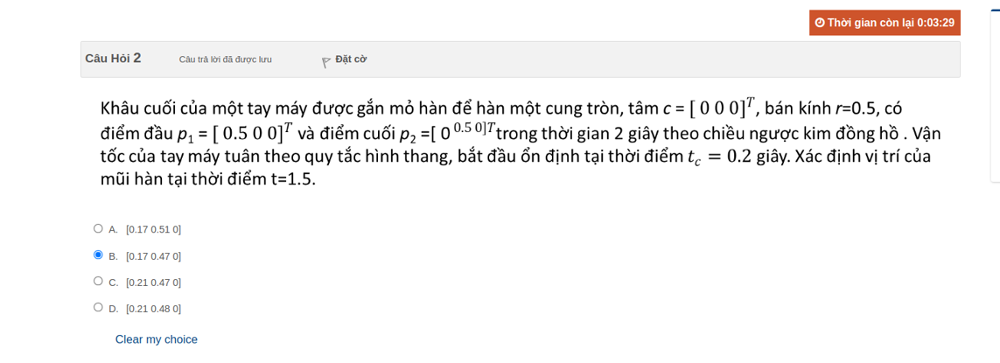 Thời gian còn lại 0:03:29
Câu Hỏi 2 Câu trả lời đã được lưu Đặt cờ
Khâu cuối của một tay máy được gắn mỏ hàn để hàn một cung tròn, tâm c = [ 0 0 0]ᵀ, bán kính r=0.5, có
điểm đầu p₁ = [ 0.5 0 0]ᵀ và điểm cuối p₂ =[ 0 ⁰·⁵ ⁰]ᵀtrong thời gian 2 giây theo chiều ngược kim đồng hồ . Vận
tốc của tay máy tuân theo quy tắc hình thang, bắt đầu ổn định tại thời điểm t_c = 0.2 giây. Xác định vị trí của
mũi hàn tại thời điểm t=1.5.
A. [0.17 0.51 0]
B. [0.17 0.47 0]
C. [0.21 0.47 0]
D. [0.21 0.48 0]
Clear my choice